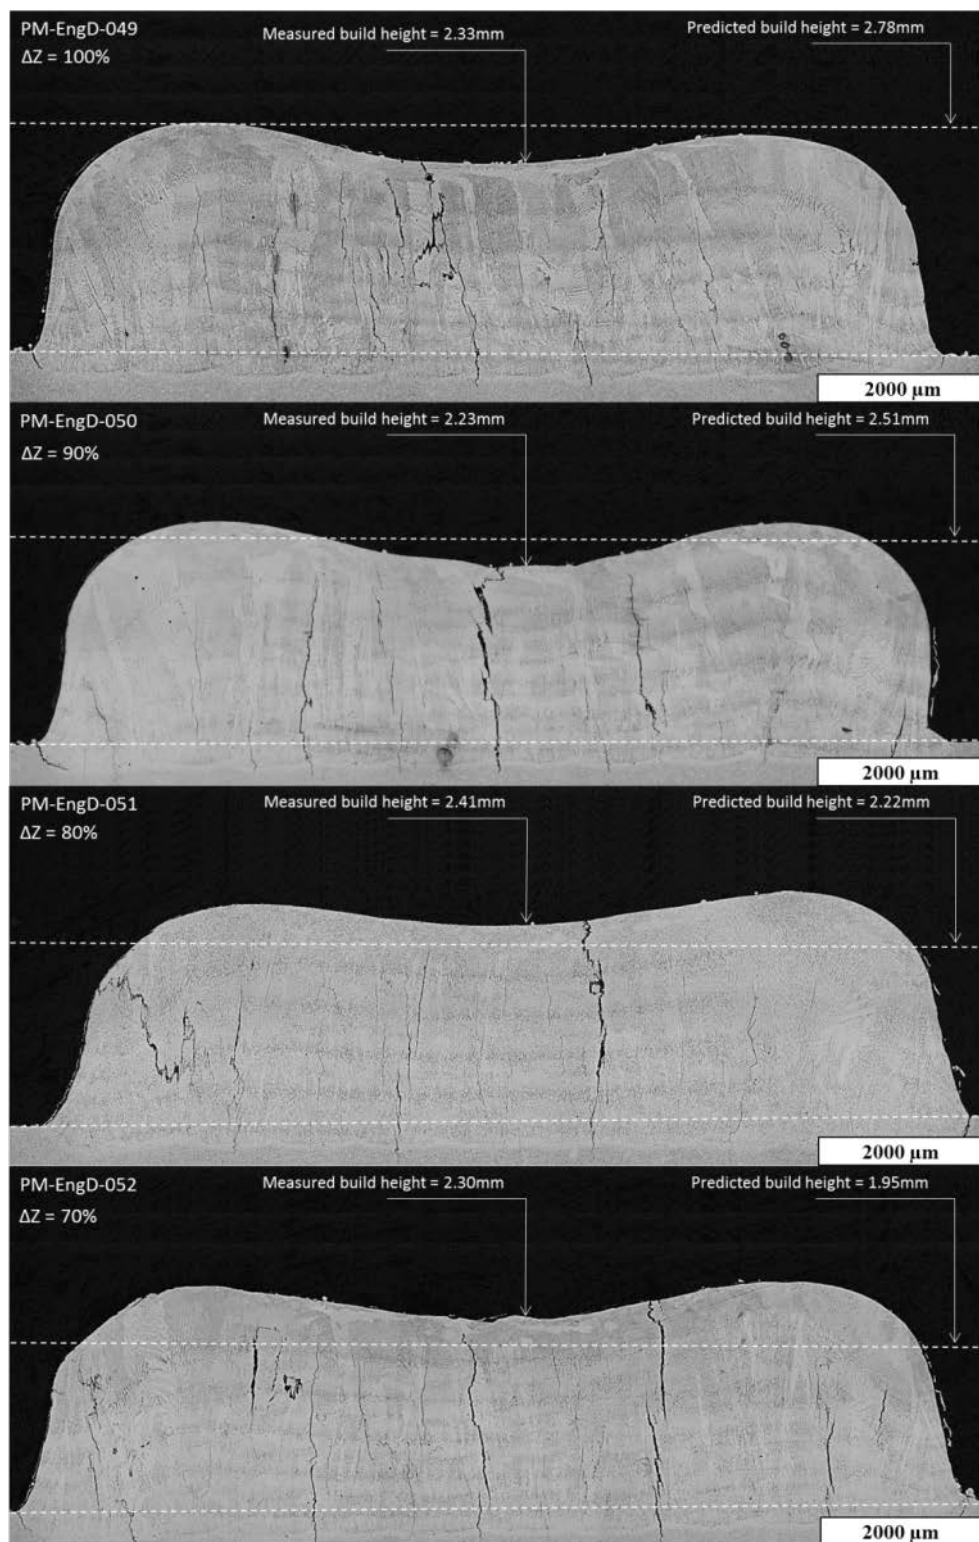 PM-EngD-049
ΔZ = 100%
Measured build height = 2.33mm
Predicted build height = 2.78mm
2000 µm
PM-EngD-050
ΔZ = 90%
Measured build height = 2.23mm
Predicted build height = 2.51mm
2000 µm
PM-EngD-051
ΔZ = 80%
Measured build height = 2.41mm
Predicted build height = 2.22mm
2000 µm
PM-EngD-052
ΔZ = 70%
Measured build height = 2.30mm
Predicted build height = 1.95mm
2000 µm